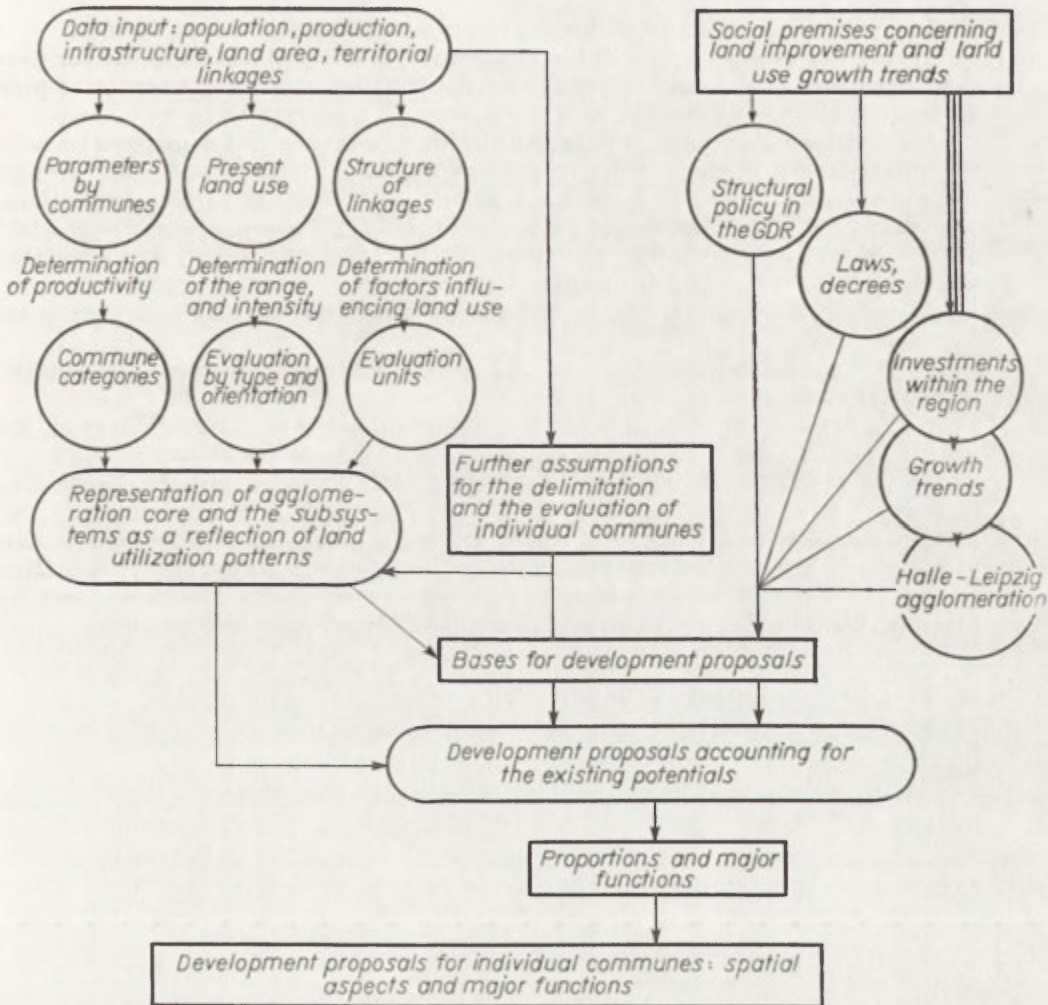 Data input: population, production,
infrastructure, land area, territorial
linkages
Social premises concerning
land improvement and land
use growth trends
Parameters
by
communes
Present
land use
Structure
of
linkages
Structural
policy in
the GDR
Laws,
decrees
Determination
of productivity
Determination
of the range,
and intensity
Determination
of factors influ-
encing land use
Investments
within the
region
Commune
categories
Evaluation
by type and
orientation
Evaluation
units
Growth
trends
Further assumptions
for the delimitation
and the evaluation
of individual communes
Representation of agglome-
ration core and the subsys-
tems as a reflection of land
utilization patterns
Halle-Leipzig
agglomeration
Bases for development proposals
Development proposals accounting for
the existing potentials
Proportions and major
functions
Development proposals for individual communes: spatial
aspects and major functions